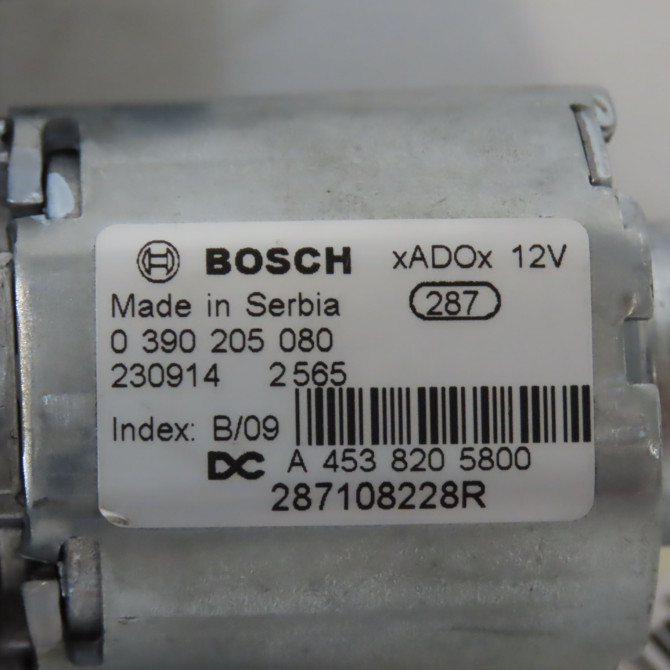 BOSCH xADOx 12V
Made in Serbia 287
0 390 205 080
230914 2565
Index: B/09
DC A 453 820 5800
287108228R